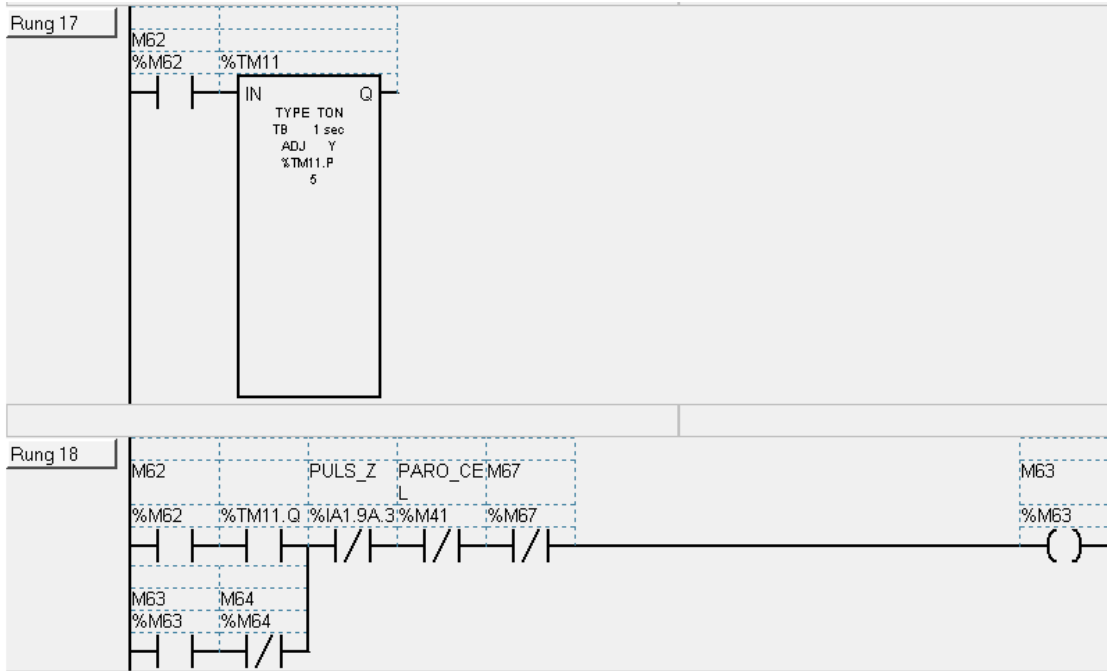 Rung 17
M62
%M62 %TM11
IN Q
TYPE TON
TB 1 sec
ADJ Y
%TM11.P
5
Rung 18
M62 PULS_Z PARO_CE M67 M63
L
%M62 %TM11.Q %IA1.9A.3 %M41 %M67 %M63
M63 M64
%M63 %M64